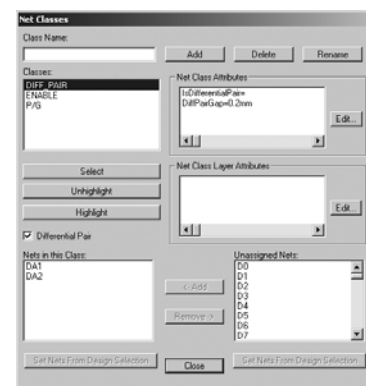 Net Classes
Class Name:
Add Delete Rename
Classes:
DIFF_PAIR
ENABLE
P/G
Net Class Attributes
IsDifferentialPair=
DiffPairGap=0.2mm
Edit...
Select
Unhighlight
Highlight
Differential Pair
Net Class Layer Attributes
Edit...
Nets in this Class:
DA1
DA2
< Add
Remove >
Unassigned Nets:
D0
D1
D2
D3
D4
D5
D6
D7
Set Nets From Design Selection
Close
Set Nets From Design Selection